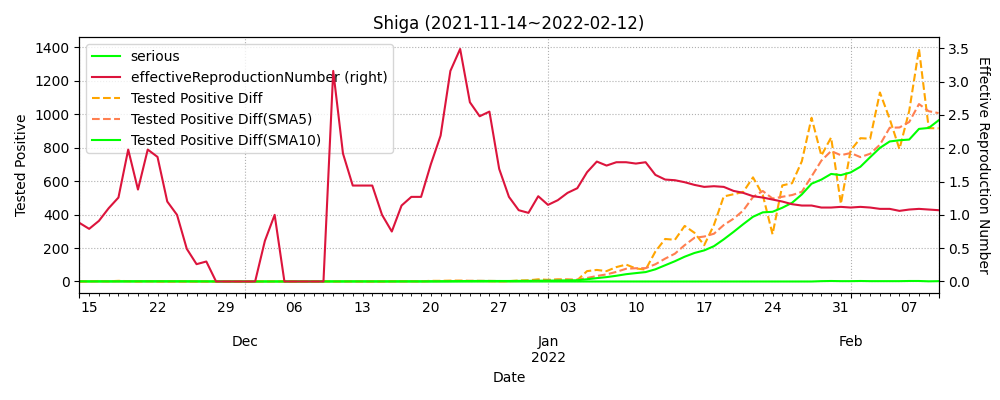 Shiga (2021-11-14~2022-02-12)
serious
effectiveReproductionNumber (right)
Tested Positive Diff
Tested Positive Diff(SMA5)
Tested Positive Diff(SMA10)
1400
1200
1000
800
600
400
200
0
Tested Positive
3.5
3.0
2.5
2.0
1.5
1.0
0.5
0.0
Effective Reproduction Number
15 22 29 06 13 20 27 03 10 17 24 31 07
Dec Jan Feb
2022
Date